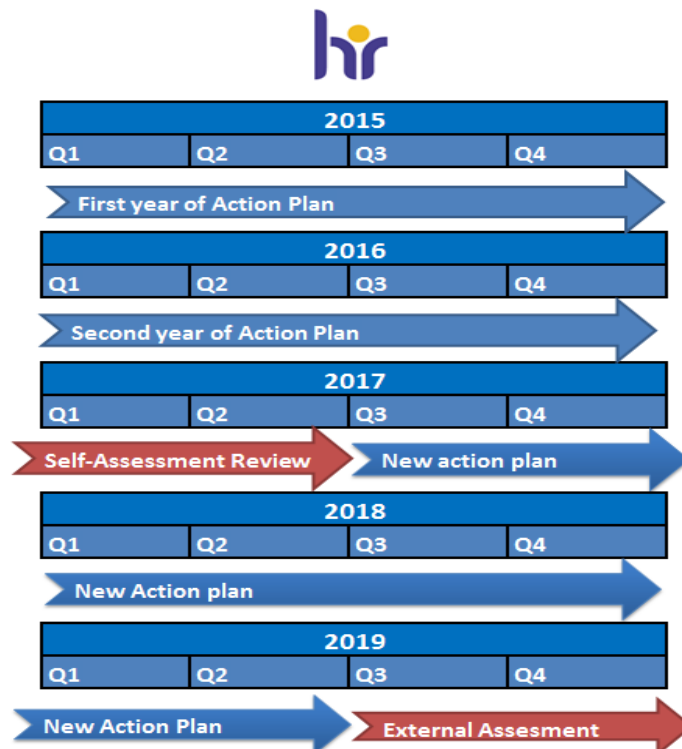 hr
2015
Q1 Q2 Q3 Q4
First year of Action Plan
2016
Q1 Q2 Q3 Q4
Second year of Action Plan
2017
Q1 Q2 Q3 Q4
Self-Assessment Review New action plan
2018
Q1 Q2 Q3 Q4
New Action plan
2019
Q1 Q2 Q3 Q4
New Action Plan External Assesment